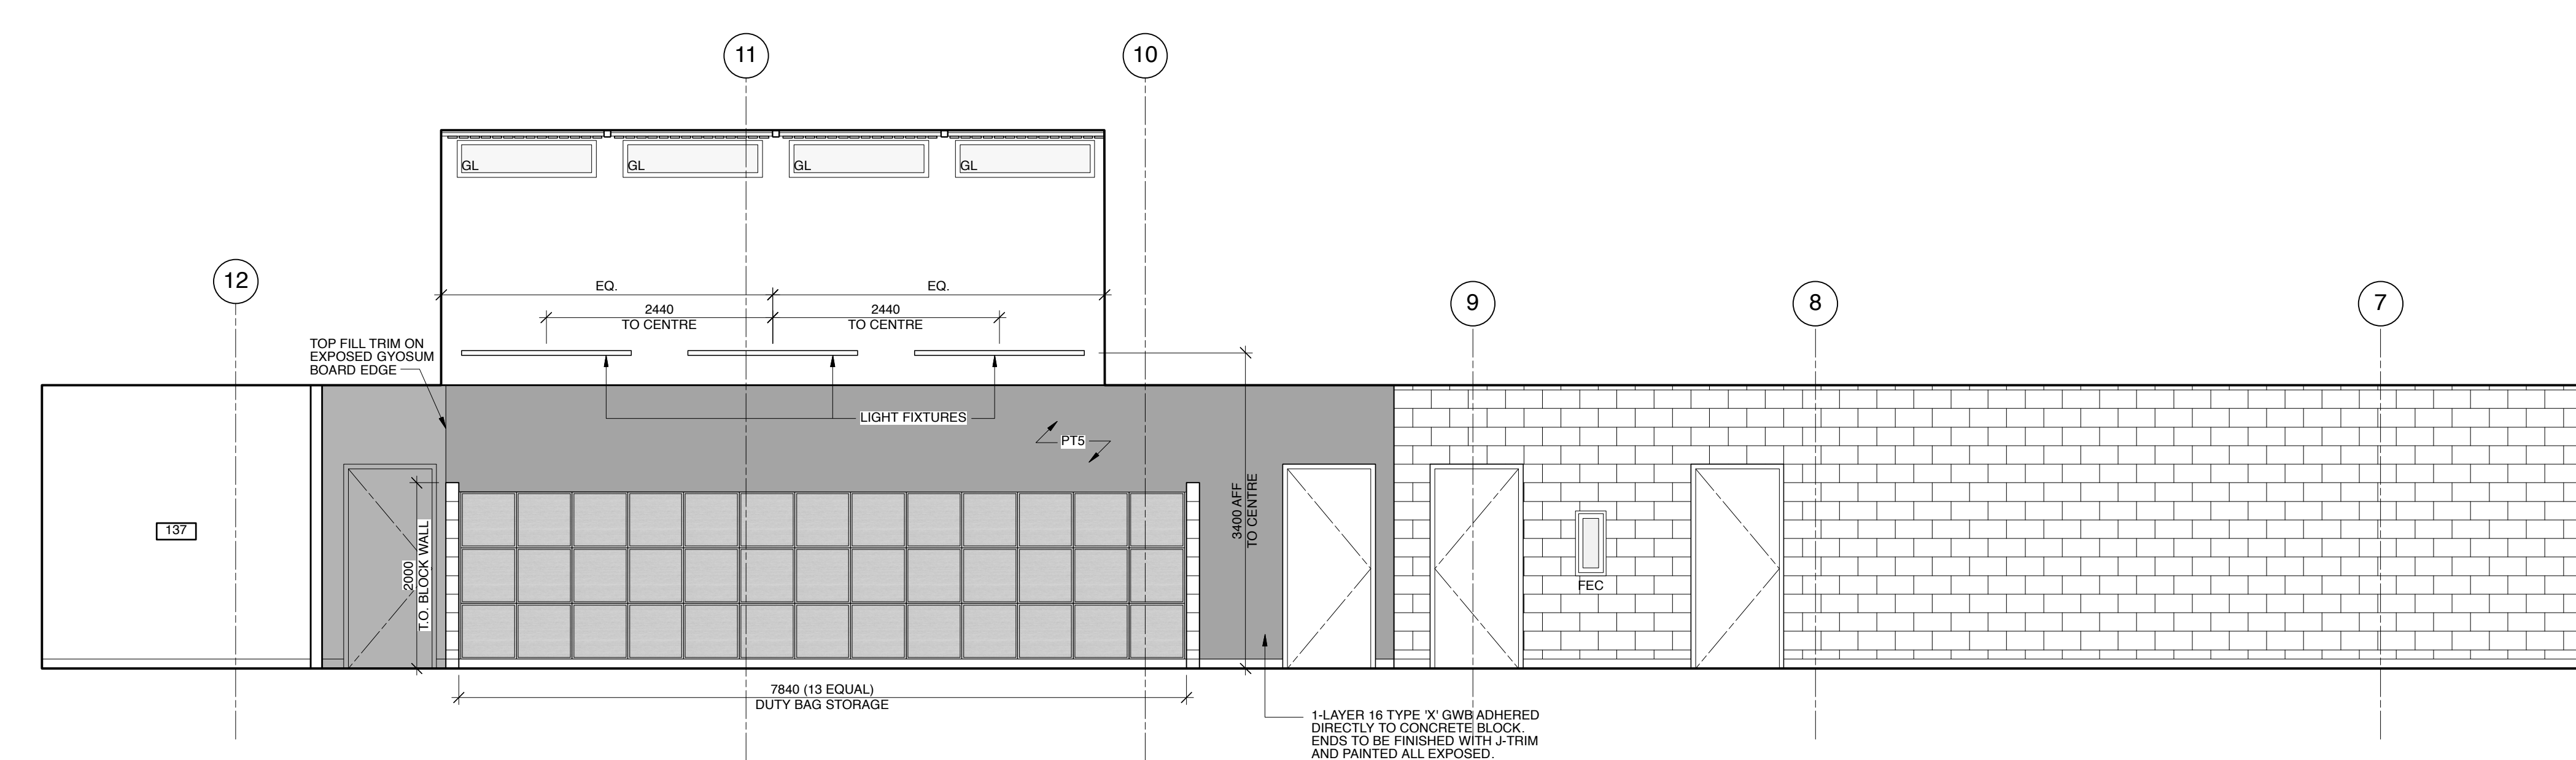 11
10
GL
GL
GL
GL
12
9
8
7
EQ.
EQ.
2440
TO CENTRE
2440
TO CENTRE
TOP FILL TRIM ON
EXPOSED GYOSUM
BOARD EDGE
LIGHT FIXTURES
PT5
3400 AFF
TO CENTRE
137
2000
T.O. BLOCK WALL
FEC
7840 (13 EQUAL)
DUTY BAG STORAGE
1-LAYER 16 TYPE 'X' GWB ADHERED
DIRECTLY TO CONCRETE BLOCK.
ENDS TO BE FINISHED WITH J-TRIM
AND PAINTED ALL EXPOSED.